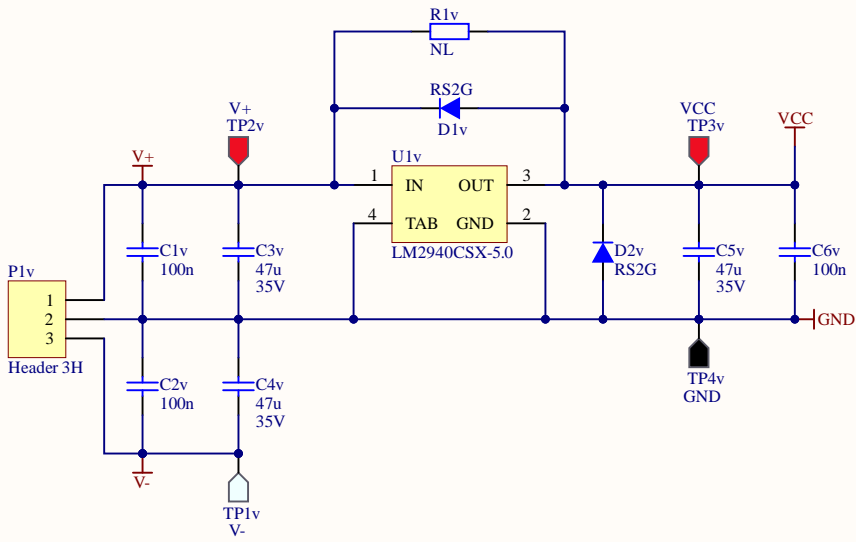 R1v
NL
RS2G
D1v
V+
TP2v
VCC
TP3v
VCC
V+
U1v
1
IN
OUT
3
4
TAB
GND
2
LM2940CSX-5.0
C1v
100n
C3v
47u
35V
D2v
RS2G
C5v
47u
35V
C6v
100n
P1v
1
2
3
Header 3H
GND
C2v
100n
C4v
47u
35V
TP4v
GND
V-
TP1v
V-